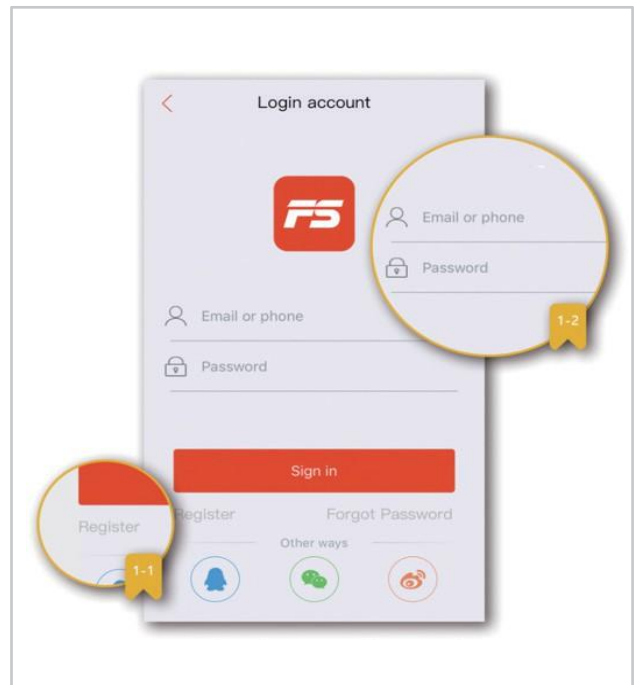 Login account
FS
Email or phone
Password
Email or phone
Password
1-2
Sign in
Register
Forgot Password
Register
Other ways
1-1